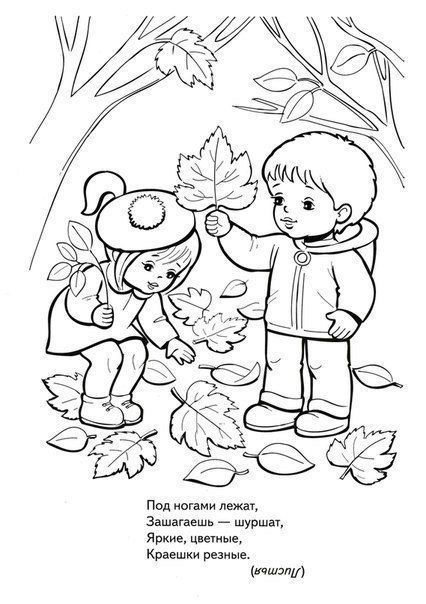 Под ногами лежат,
Зашагаешь — шуршат,
Яркие, цветные,
Краешки резные.
(Листья)